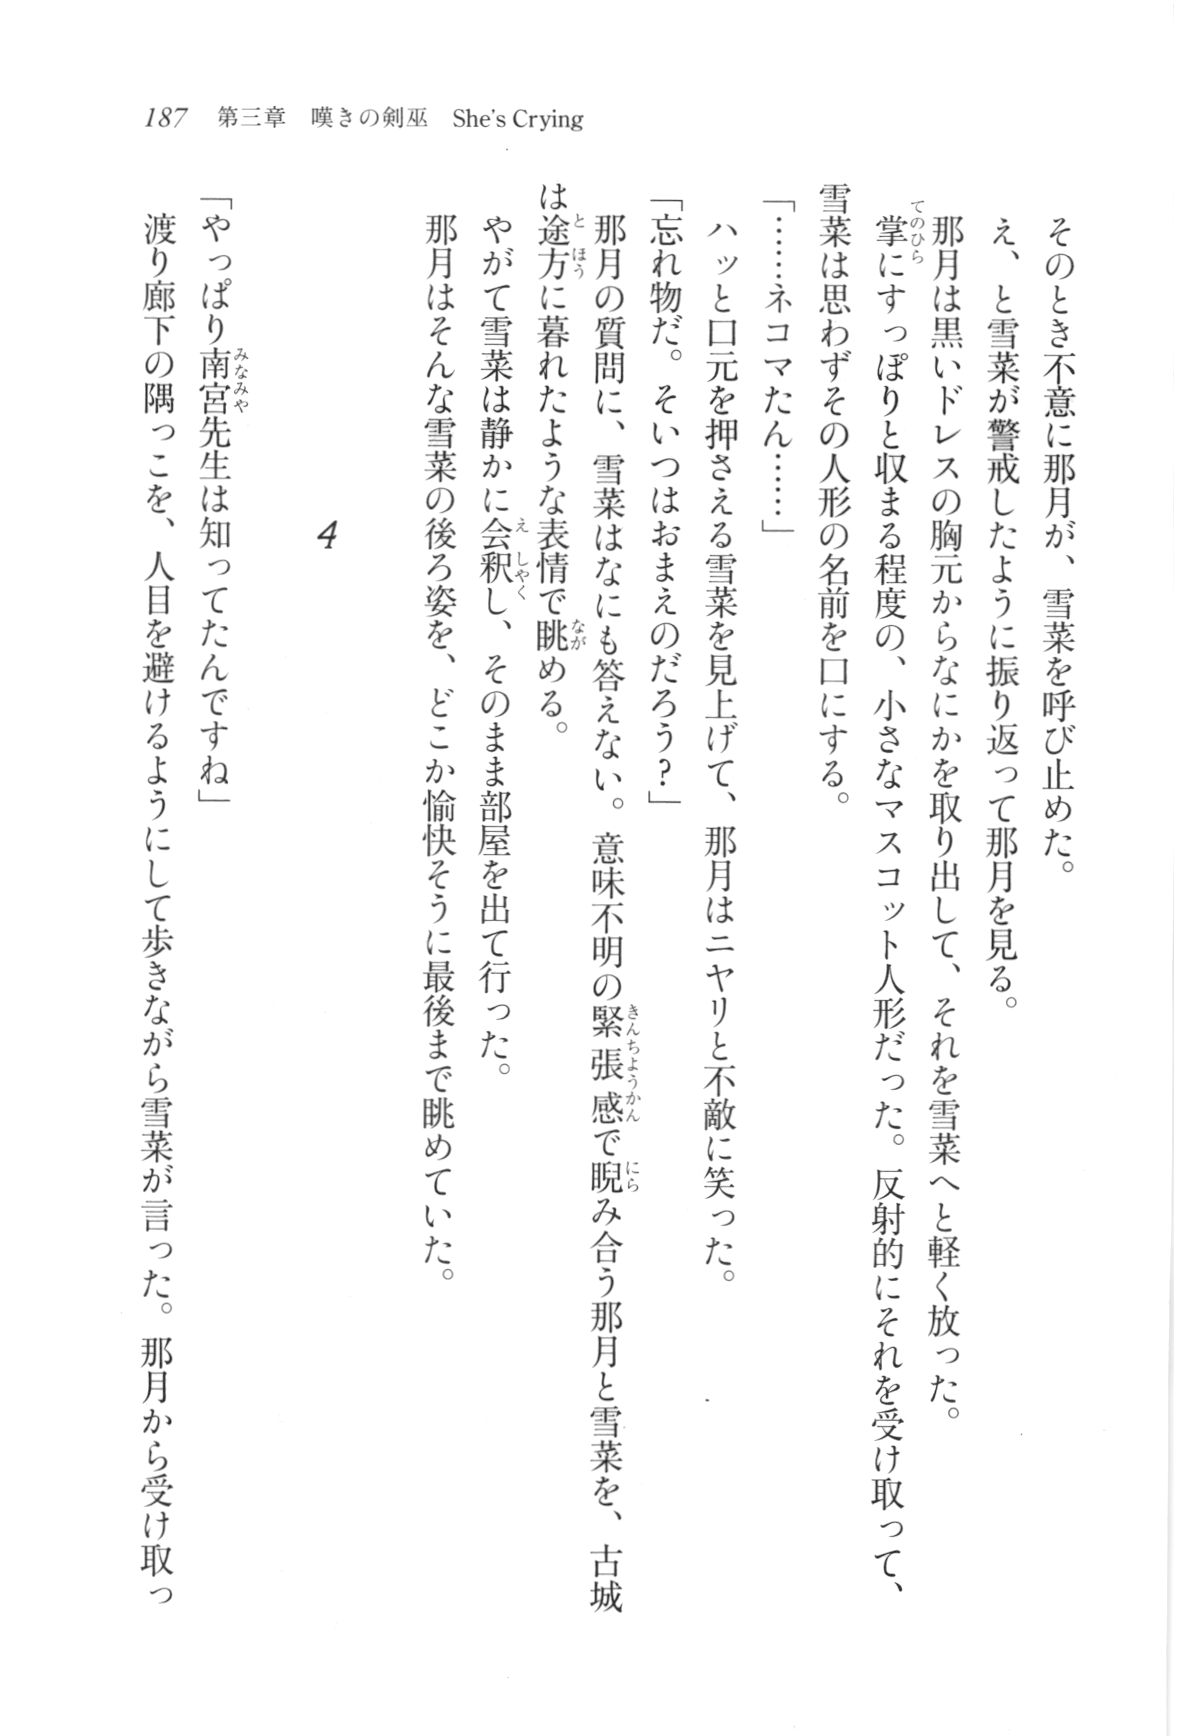 187　第三章　嘆きの剣巫　She's Crying
　そのとき不意に那月が、雪菜を呼び止めた。
　え、と雪菜が警戒したように振り返って那月を見る。
　那月は黒いドレスの胸元からなにかを取り出して、それを雪菜へと軽く放った。
　掌にすっぽりと収まる程度の、小さなマスコット人形だった。反射的にそれを受け取って、
雪菜は思わずその人形の名前を口にする。
「……ネコマたん……」
　ハッと口元を押さえる雪菜を見上げて、那月はニヤリと不敵に笑った。
「忘れ物だ。そいつはおまえのだろう？」
　那月の質問に、雪菜はなにも答えない。意味不明の緊張感で睨み合う那月と雪菜を、古城
は途方に暮れたような表情で眺める。
　やがて雪菜は静かに会釈し、そのまま部屋を出て行った。
　那月はそんな雪菜の後ろ姿を、どこか愉快そうに最後まで眺めていた。
4
「やっぱり南宮先生は知ってたんですね」
　渡り廊下の隅っこを、人目を避けるようにして歩きながら雪菜が言った。那月から受け取っ